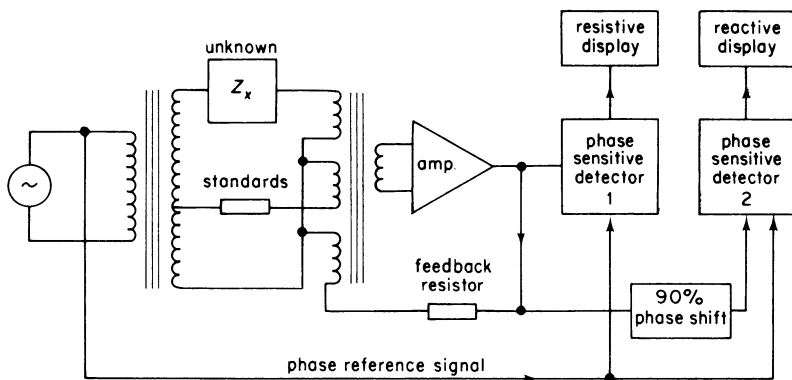 resistive
display
reactive
display
unknown
Zx
amp.
phase
sensitive
detector
1
phase
sensitive
detector
2
standards
~
feedback
resistor
90%
phase shift
phase reference signal